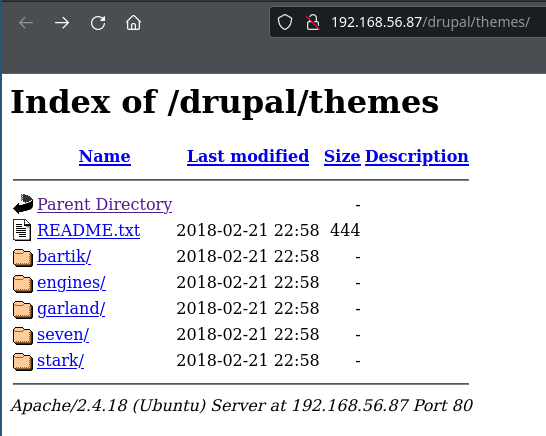 192.168.56.87/drupal/themes/
Index of /drupal/themes
Name Last modified Size Description
Parent Directory -
README.txt 2018-02-21 22:58 444
bartik/ 2018-02-21 22:58 -
engines/ 2018-02-21 22:58 -
garland/ 2018-02-21 22:58 -
seven/ 2018-02-21 22:58 -
stark/ 2018-02-21 22:58 -
Apache/2.4.18 (Ubuntu) Server at 192.168.56.87 Port 80